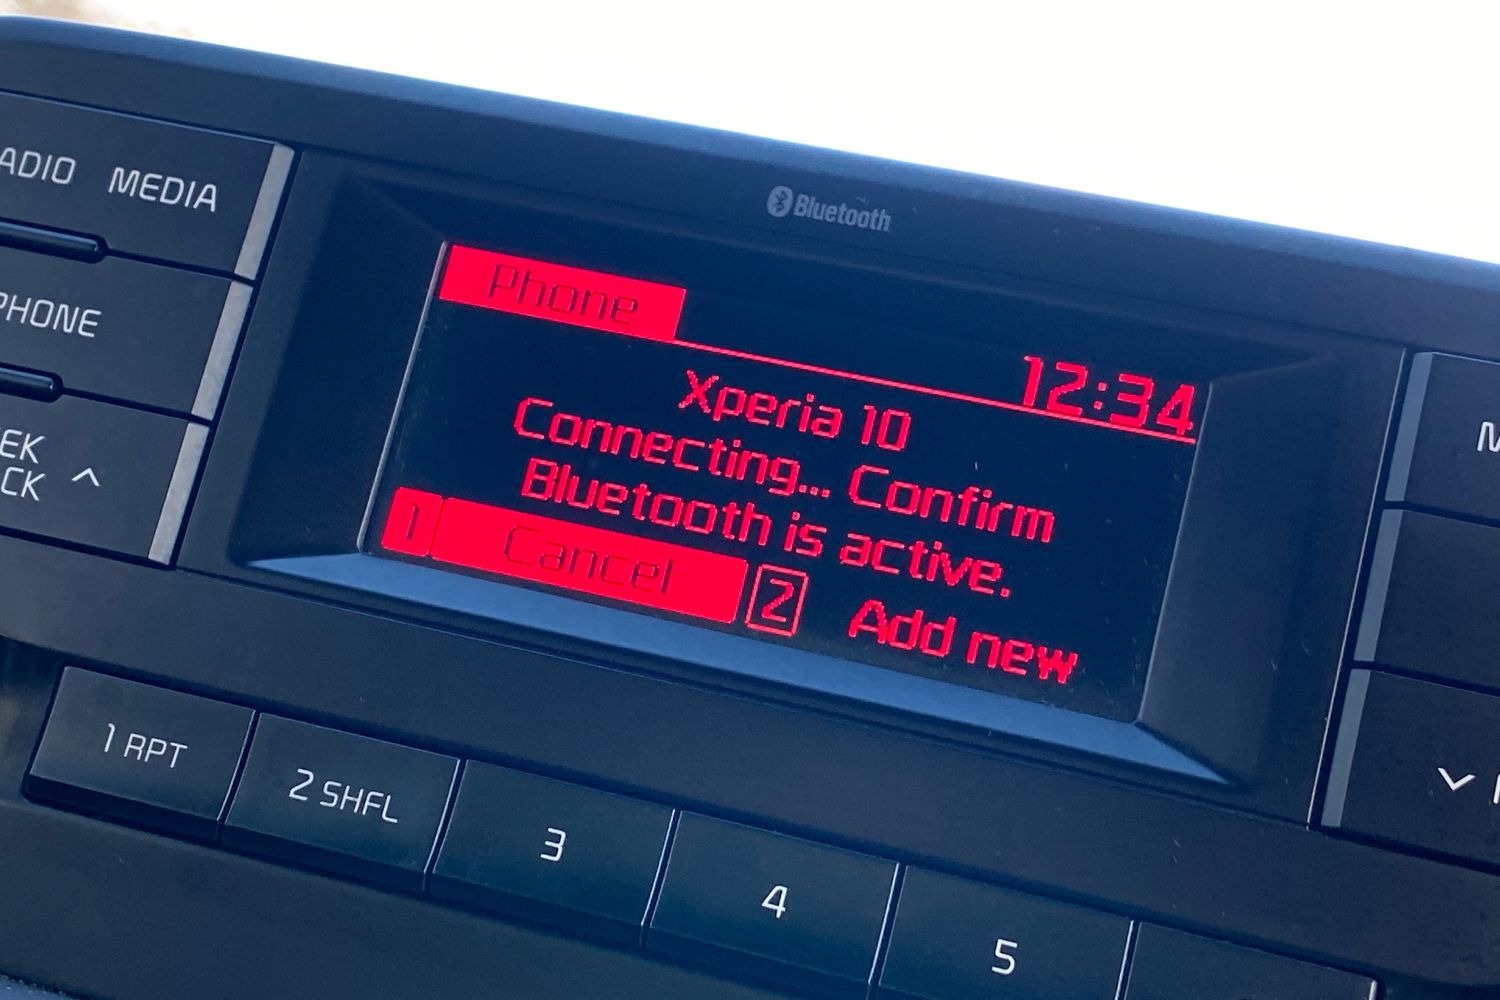 Bluetooth
ADIO MEDIA
PHONE
EEK
CK
Phone
12:34
Xperia 10
Connecting... Confirm
Bluetooth is active.
1 Cancel 2 Add new
1 RPT
2 SHFL
3
4
5